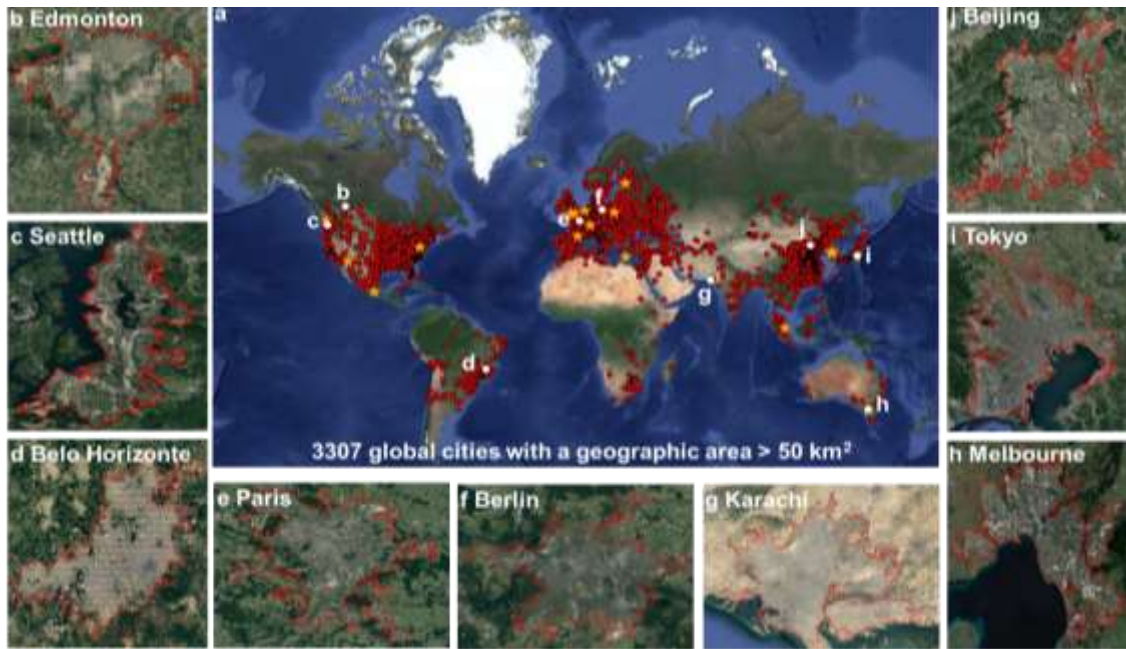 b Edmonton
a
j Beijing
b
c
f
e
j
i
g
c Seattle
i Tokyo
d
h
3307 global cities with a geographic area > 50 km²
d Belo Horizonte
h Melbourne
e Paris
f Berlin
g Karachi